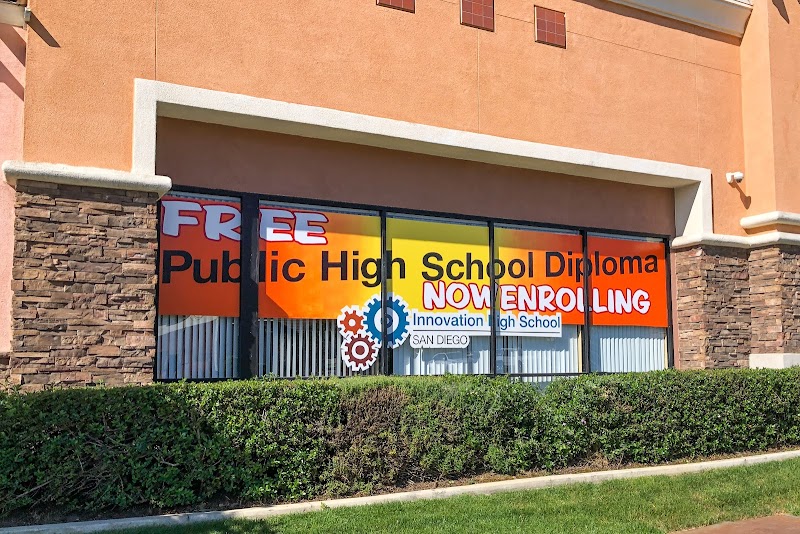 FREE
Public High School Diploma
NOW ENROLLING
Innovation High School
SAN DIEGO